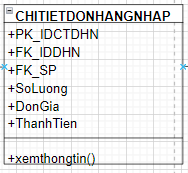 CHITIETDONHANGNHAP
+PK_IDCTDHN
+FK_IDDHN
+FK_SP
+SoLuong
+DonGia
+ThanhTien
+xemthongtin()